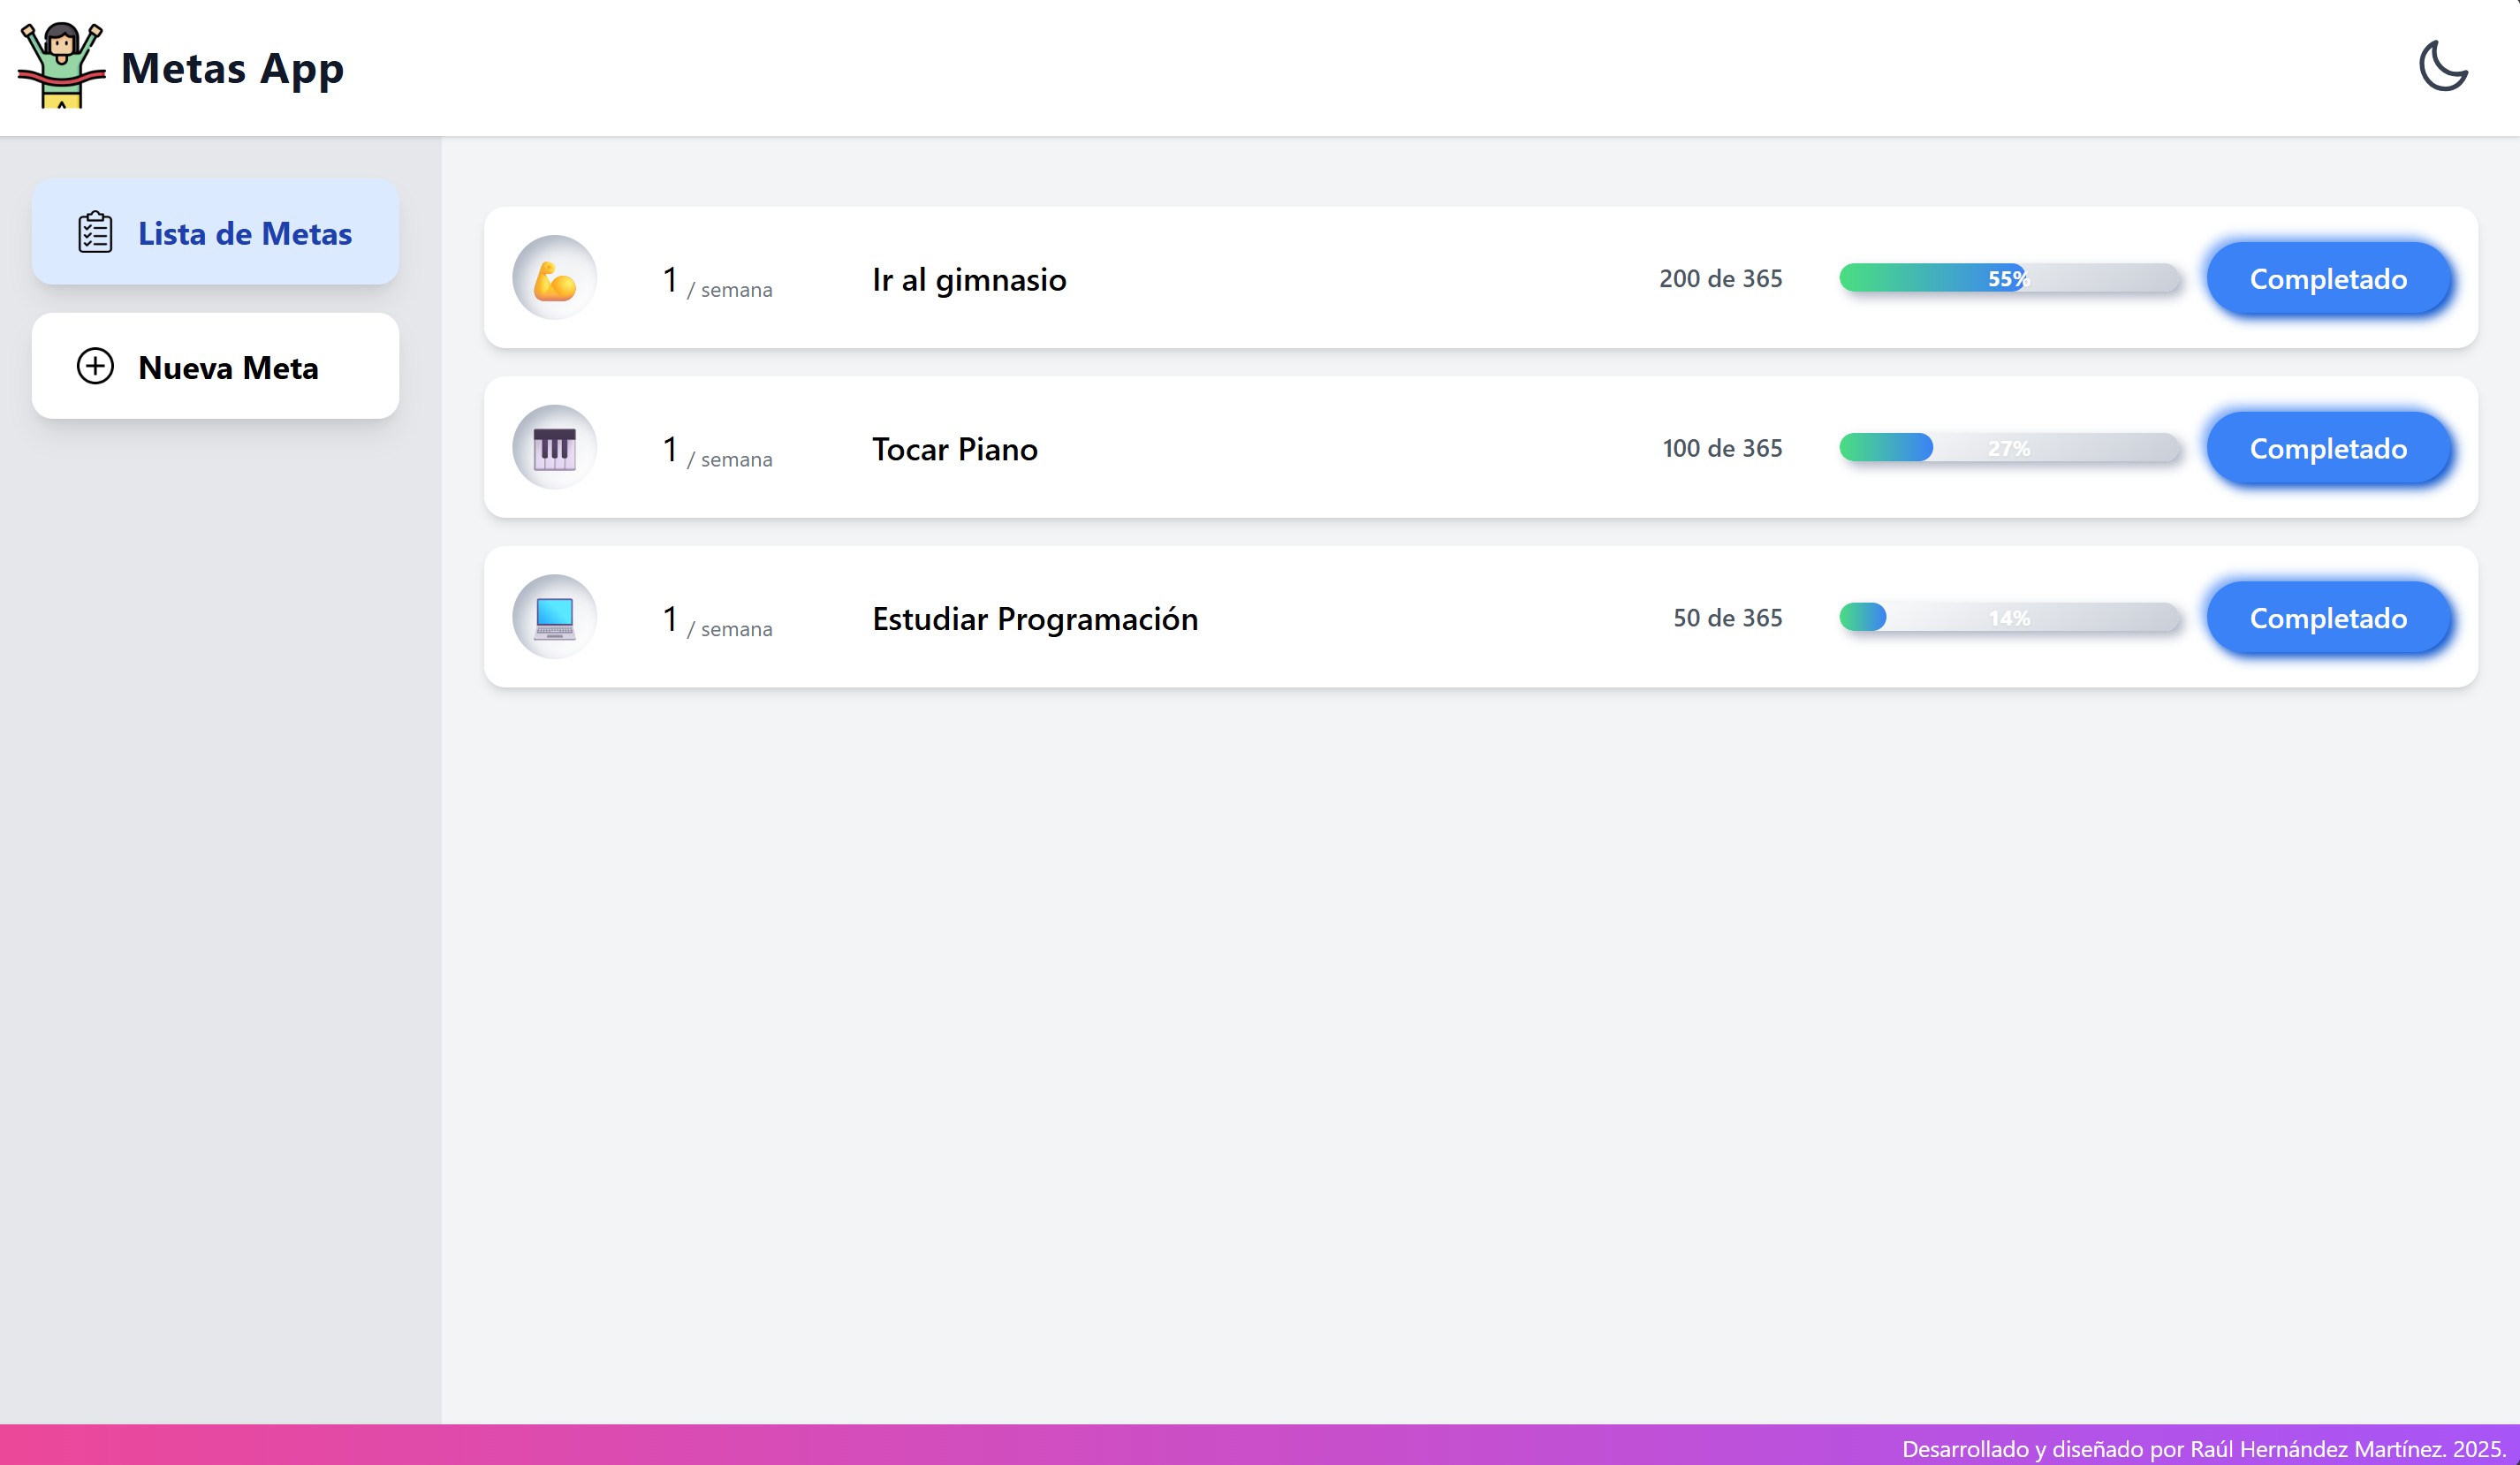 Metas App
Lista de Metas
Nueva Meta
1 / semana Ir al gimnasio 200 de 365 55% Completado
1 / semana Tocar Piano 100 de 365 27% Completado
1 / semana Estudiar Programación 50 de 365 14% Completado
Desarrollado y diseñado por Raúl Hernández Martínez. 2025.